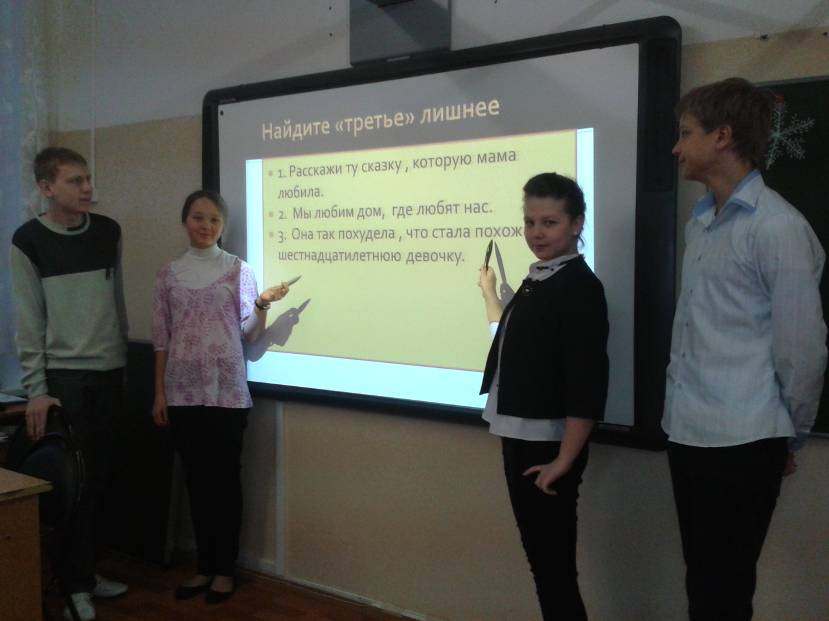 Найдите «третье» лишнее
1. Расскажи ту сказку , которую мама
любила.
2. Мы любим дом, где любят нас.
3. Она так похудела , что стала похож
шестнадцатилетнюю девочку.